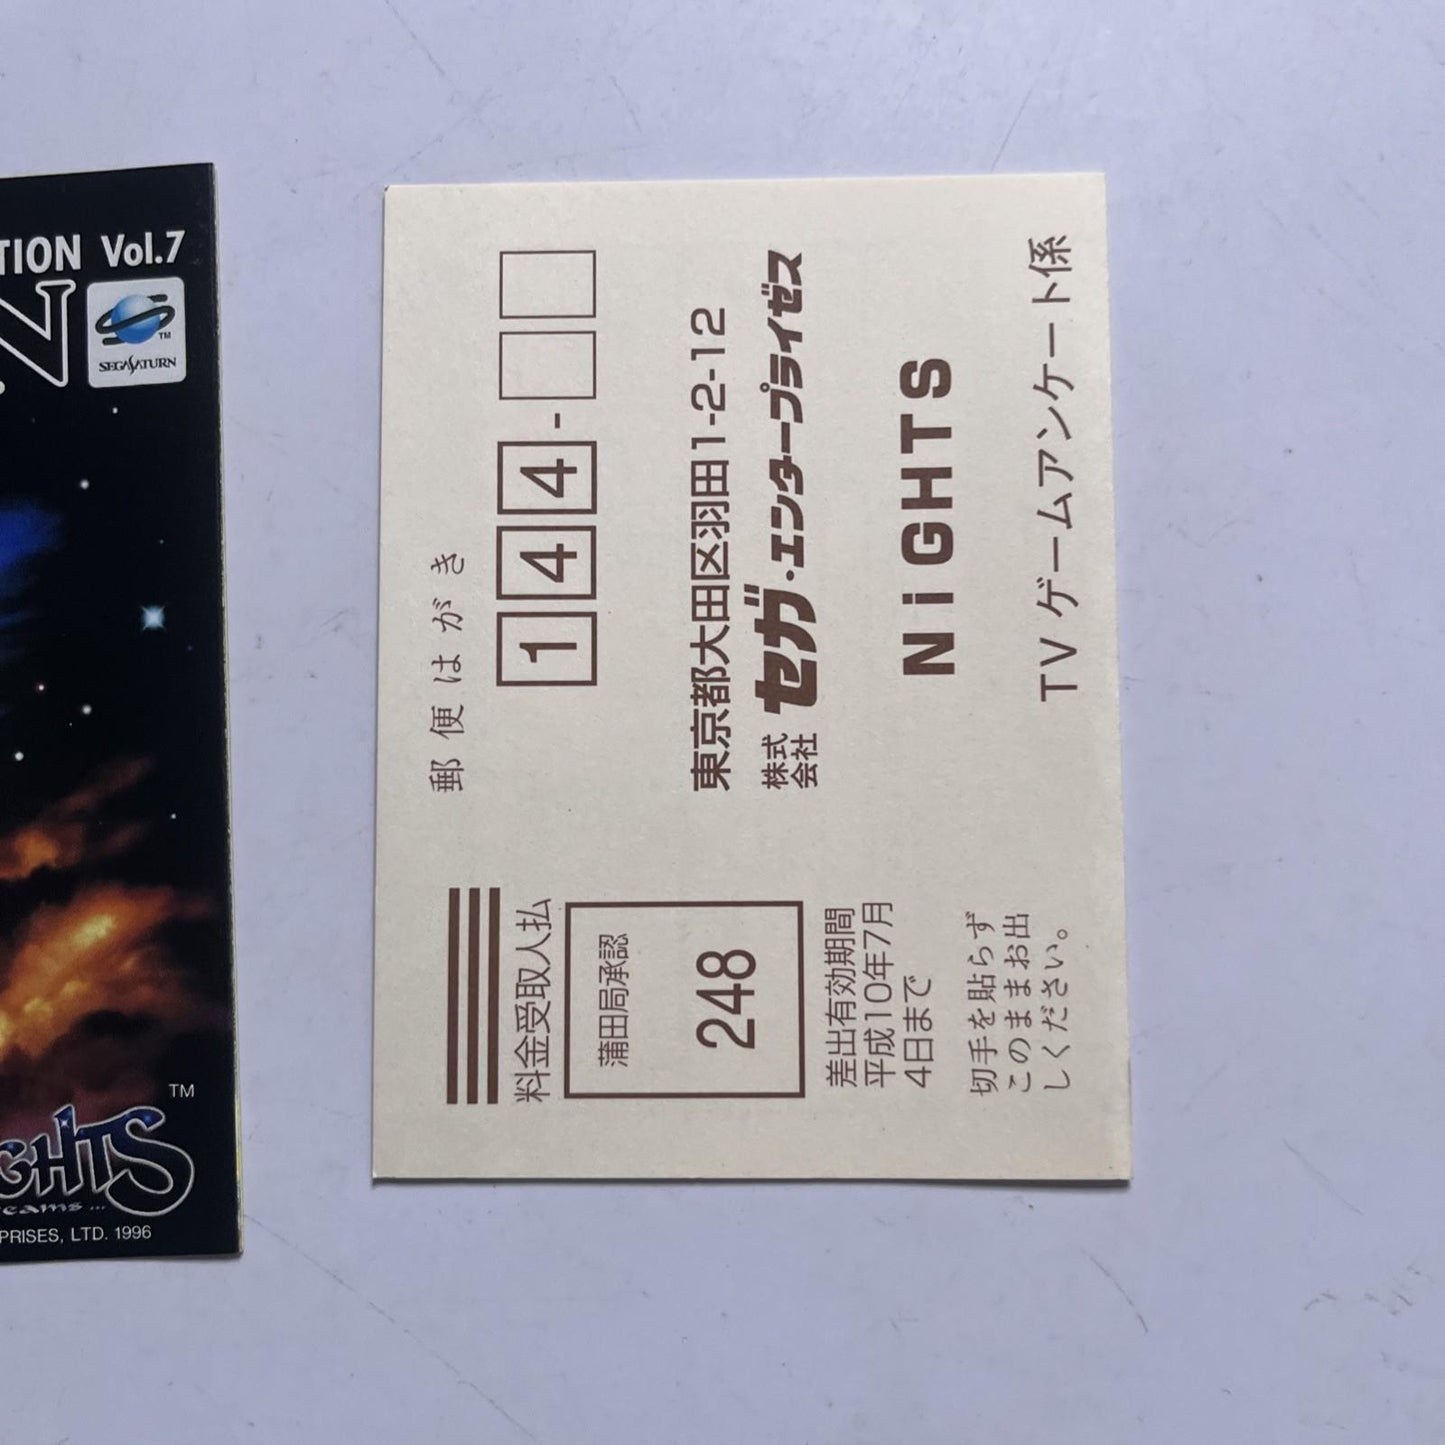 TION Vol.7
TM
SEGA SATURN
TM
GHTS
reams...
PRISES, LTD. 1996
郵便はがき
144-
東京都大田区羽田1-2-12
株式会社 セガ・エンタープライゼス
NiGHTS
TVゲームアンケート係
料金受取人払
蒲田局承認
248
差出有効期間
平成10年7月
4日まで
切手を貼らず
このままお出
しください。